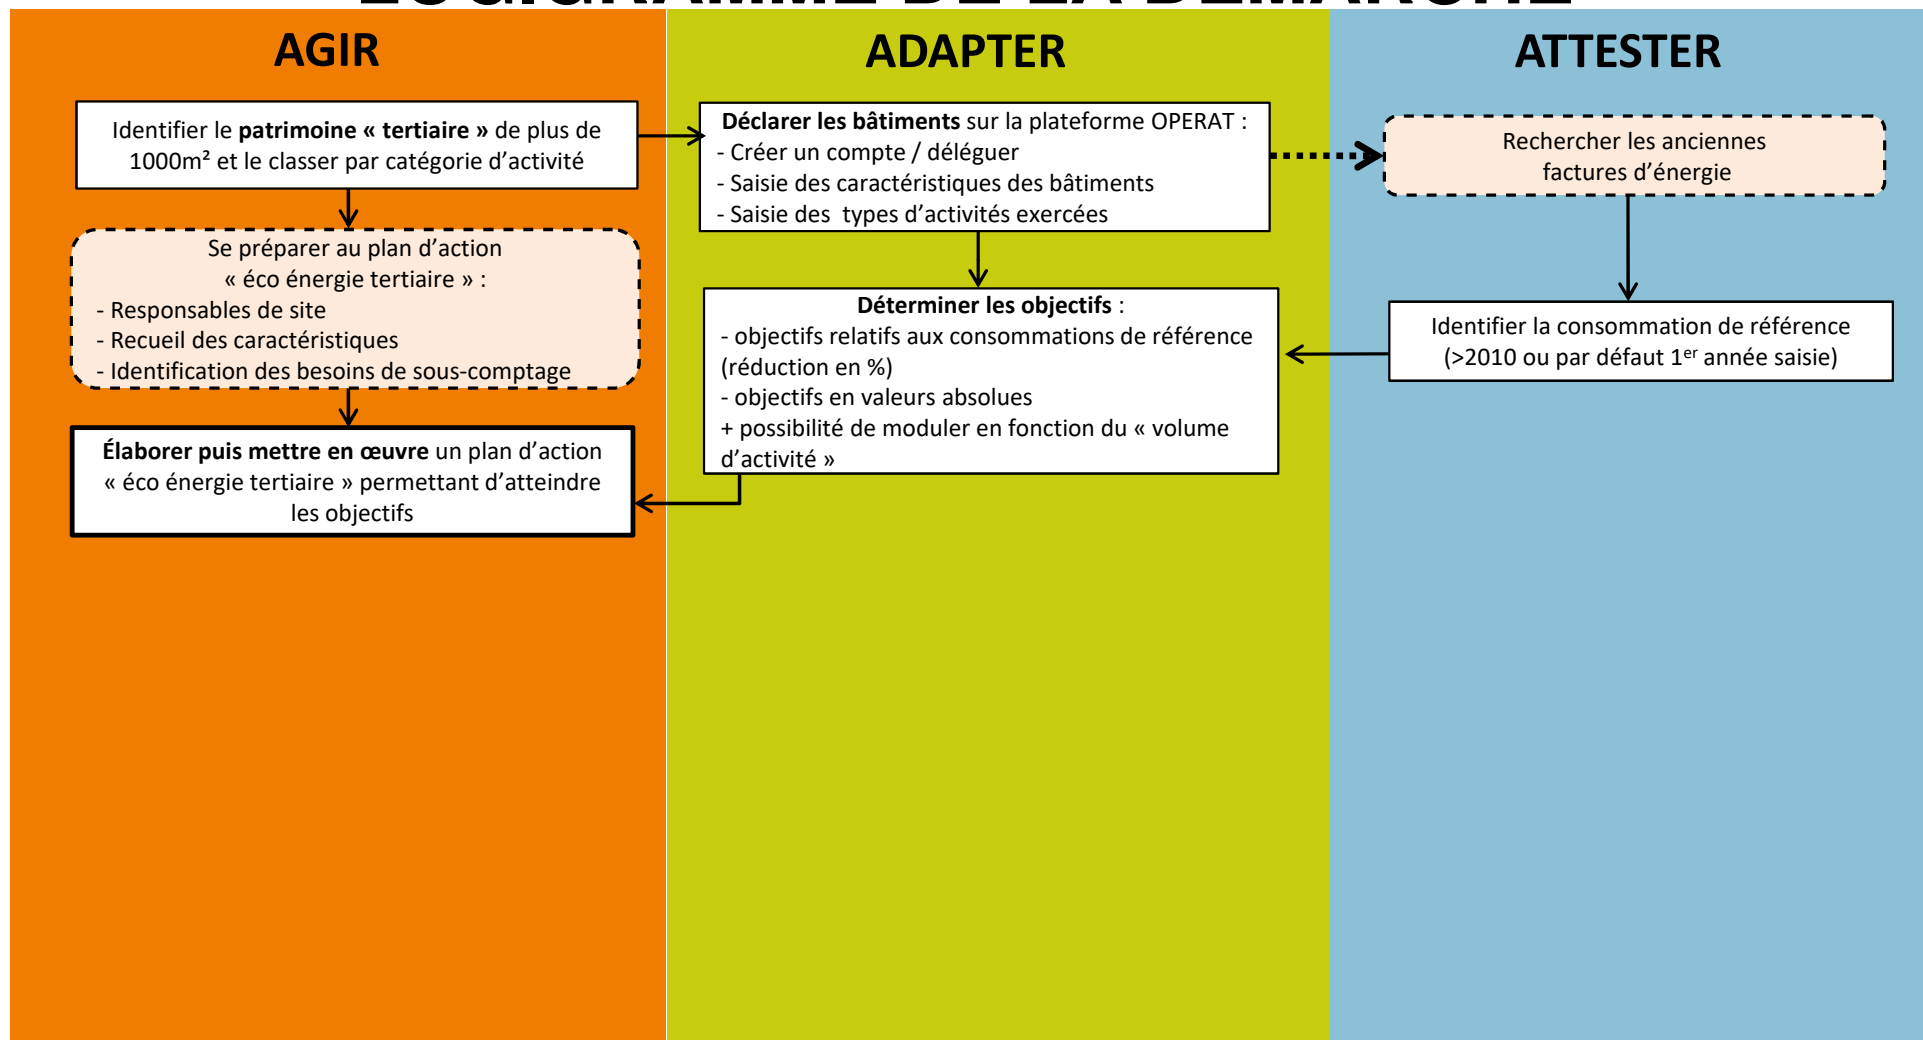 LOGIGRAMME DE LA DÉMARCHE
AGIR
Identifier le patrimoine « tertiaire » de plus de
1000m² et le classer par catégorie d’activité
Se préparer au plan d’action
« éco énergie tertiaire » :
- Responsables de site
- Recueil des caractéristiques
- Identification des besoins de sous-comptage
Élaborer puis mettre en œuvre un plan d’action
« éco énergie tertiaire » permettant d’atteindre
les objectifs
ADAPTER
Déclarer les bâtiments sur la plateforme OPERAT :
- Créer un compte / déléguer
- Saisie des caractéristiques des bâtiments
- Saisie des types d’activités exercées
Déterminer les objectifs :
- objectifs relatifs aux consommations de référence
(réduction en %)
- objectifs en valeurs absolues
+ possibilité de moduler en fonction du « volume
d’activité »
ATTESTER
Rechercher les anciennes
factures d’énergie
Identifier la consommation de référence
(>2010 ou par défaut 1er année saisie)